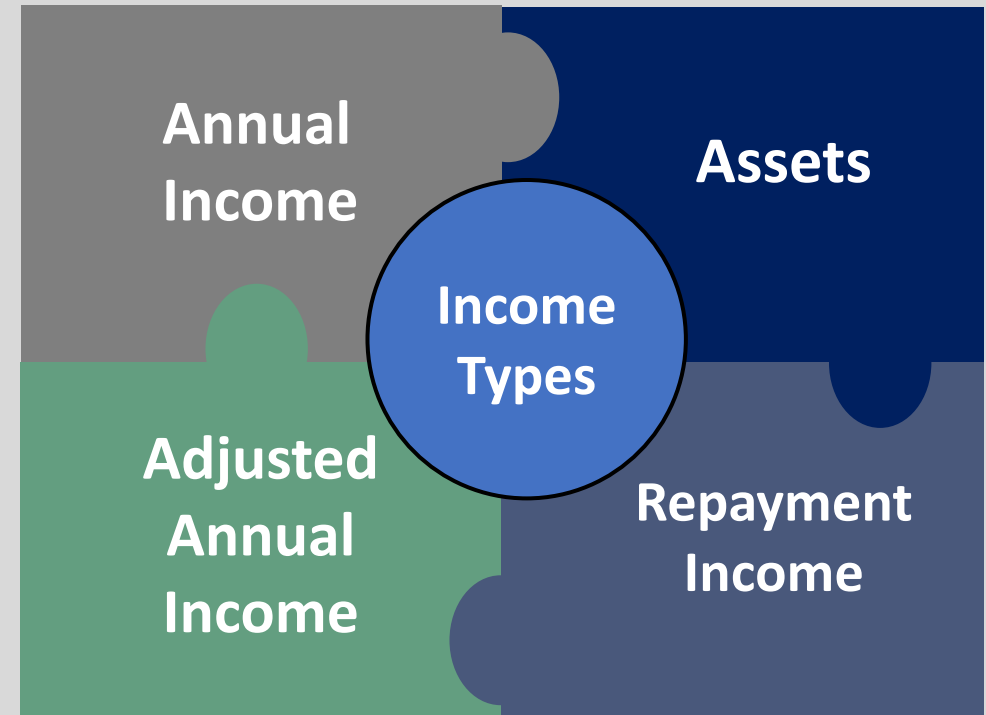 Annual
Income
Assets
Income
Types
Adjusted
Annual
Income
Repayment
Income